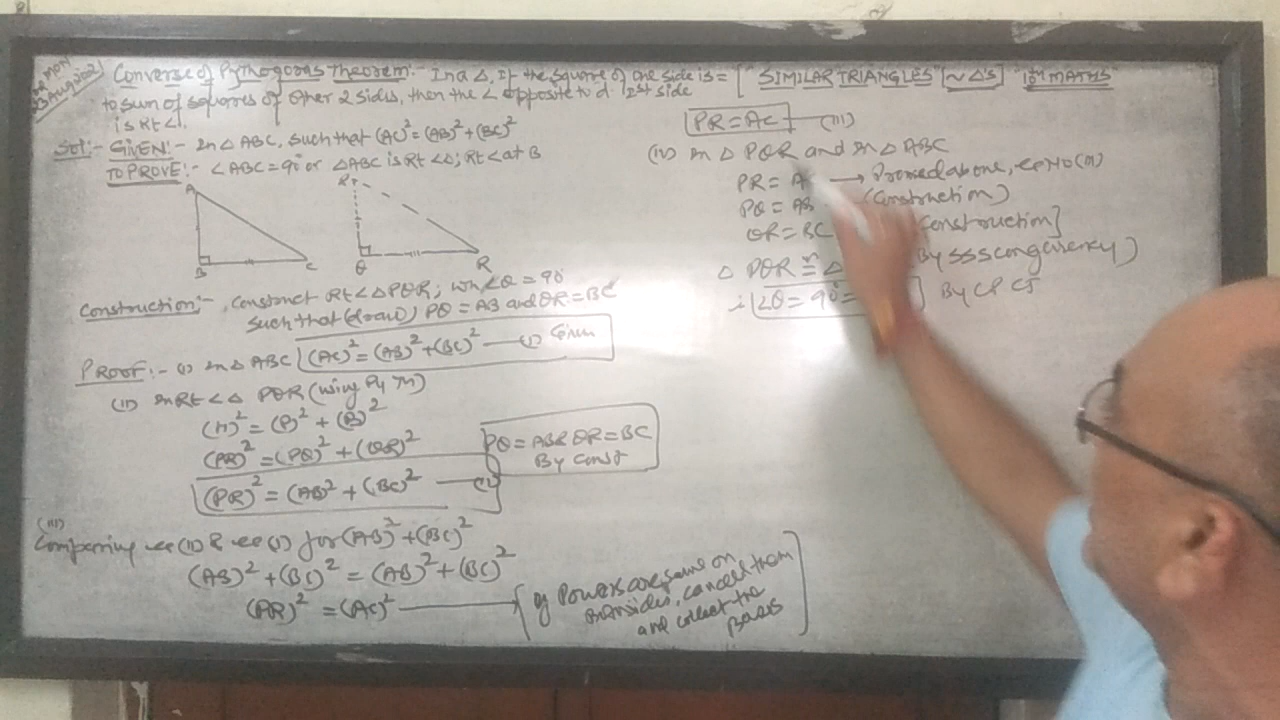 MON
23 Aug 2021
Converse of Pythogoras Theorem:- In a Δ, If the square of one side is =
to sum of squares of other 2 sides, then the ∠ opposite to d. 1st side
is Rt ∠.
["SIMILAR TRIANGLES" [~ Δ's] 10th MATHS"
Sol:- GIVEN:- In Δ ABC, such that (AC)² = (AB)² + (BC)²
TO PROVE:- ∠ ABC = 90° or Δ ABC is Rt ∠Δ; Rt ∠ at B
A
B
C
P
Q
R
Construction:- Construct Rt ∠ Δ PQR; ∠Q = 90°
such that (draw) PQ = AB and QR = BC
PROOF:- (i) In Δ ABC (AC)² = (AB)² + (BC)² — (i) Given
(ii) In Rt ∠ Δ PQR (using Py Th)
(H)² = (P)² + (B)²
(PR)² = (PQ)² + (QR)²
(PR)² = (AB)² + (BC)² — (ii)
PQ = AB & QR = BC
By Const
(iii)
Comparing (ii) & (i) for (AB)² + (BC)²
(AB)² + (BC)² = (AB)² + (BC)²
(PR)² = (AC)²
[If Powers are same on
both sides, cancel them
and collect the
Bases]
PR = AC — (iii)
(iv) In Δ PQR and In Δ ABC
PR = A → Proved above,
PQ = AB (Construction)
QR = BC Construction]
Δ PQR ≅ Δ By SSS congruency)
∴ [∠Q = 90° = ] By CPCT